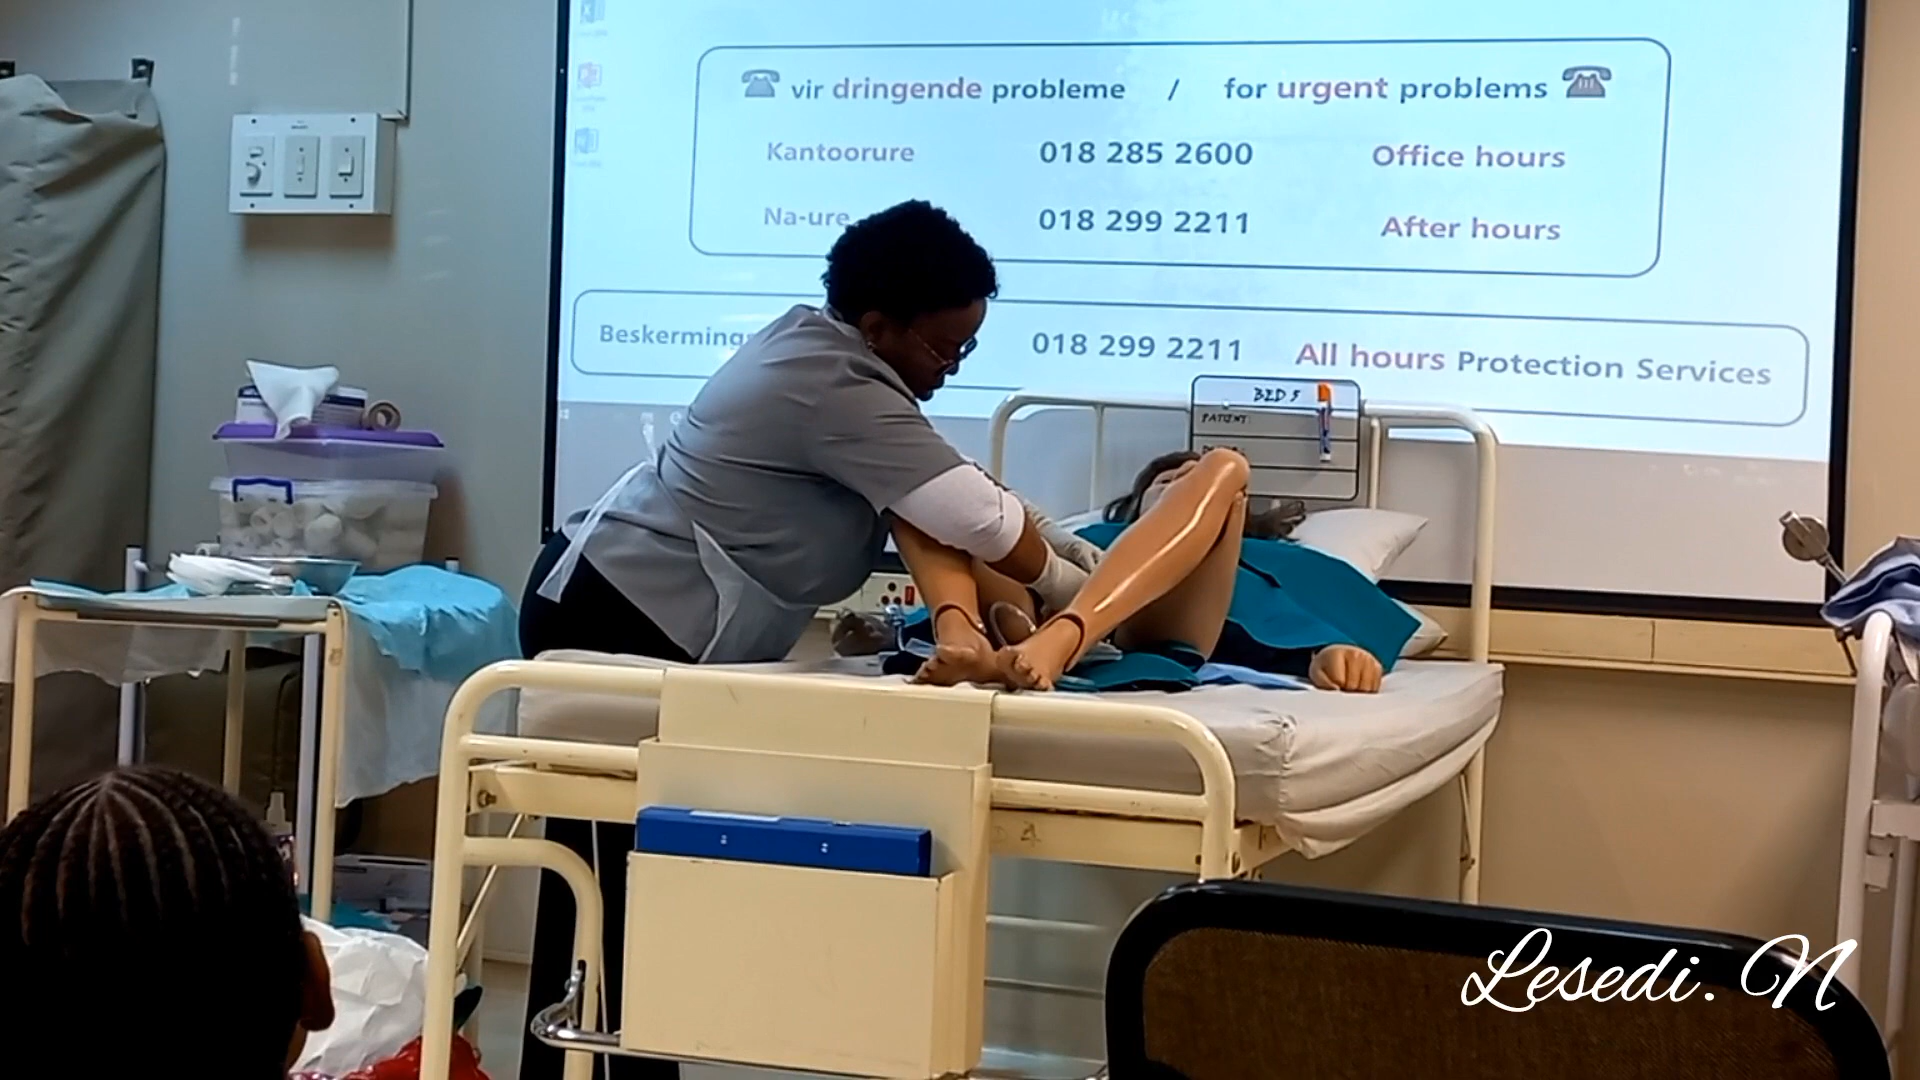 vir dringende probleme / for urgent problems
Kantoorure 018 285 2600 Office hours
Na-ure 018 299 2211 After hours
018 299 2211 All hours Protection Services
BED 5
PATIENT:
Lesedi. N